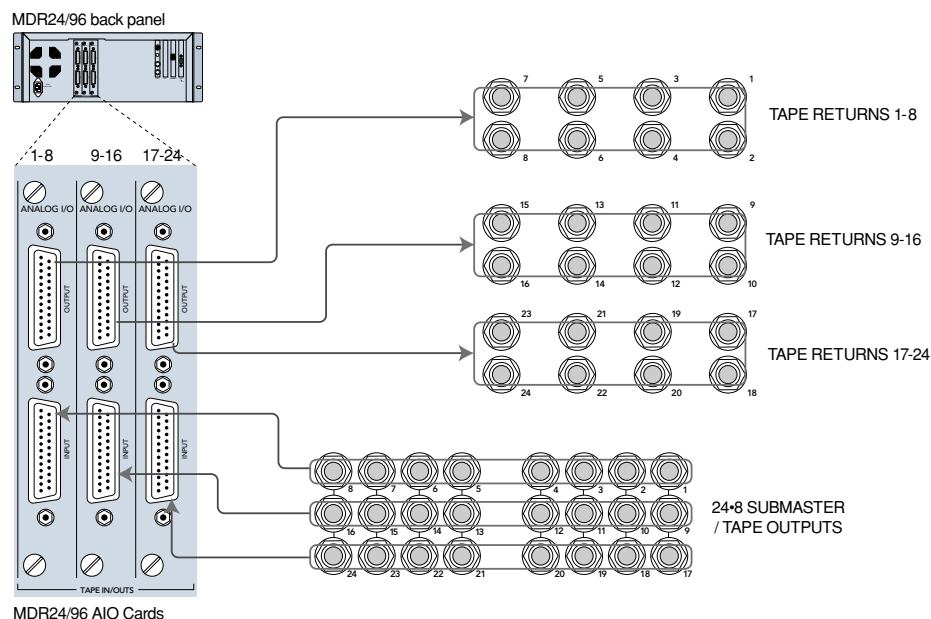 MDR24/96 back panel
1-8 9-16 17-24
ANALOG I/O ANALOG I/O ANALOG I/O
OUTPUT OUTPUT OUTPUT
INPUT INPUT INPUT
TAPE IN/OUTS
MDR24/96 AIO Cards
7 5 3 1
8 6 4 2
TAPE RETURNS 1-8
15 13 11 9
16 14 12 10
TAPE RETURNS 9-16
23 21 19 17
24 22 20 18
TAPE RETURNS 17-24
8 7 6 5 4 3 2 1
16 15 14 13 12 11 10 9
24 23 22 21 20 19 18 17
24•8 SUBMASTER
/ TAPE OUTPUTS